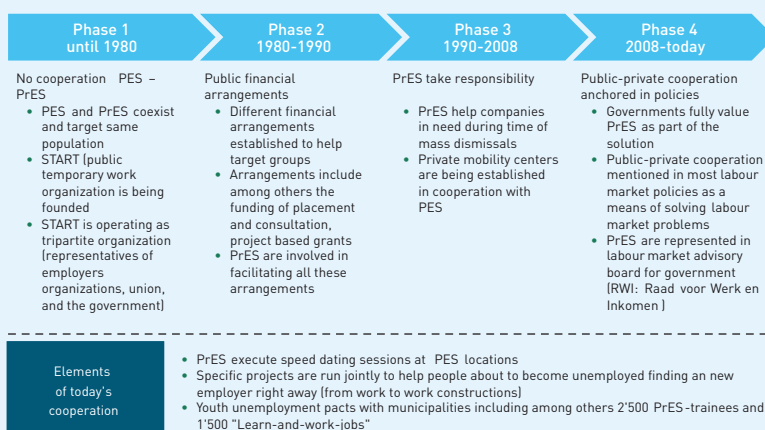 Phase 1
until 1980
Phase 2
1980-1990
Phase 3
1990-2008
Phase 4
2008-today
No cooperation PES –
PrES
• PES and PrES coexist
and target same
population
• START (public
temporary work
organization is being
founded
• START is operating as
tripartite organization
(representatives of
employers
organizations, union,
and the government)
Public financial
arrangements
• Different financial
arrangements
established to help
target groups
• Arrangements include
among others the
funding of placement
and consultation,
project based grants
• PrES are involved in
facilitating all these
arrangements
PrES take responsibility
• PrES help companies
in need during time of
mass dismissals
• Private mobility centers
are being established
in cooperation with
PES
Public-private cooperation
anchored in policies
• Governments fully value
PrES as part of the
solution
• Public-private cooperation
mentioned in most labour
market policies as a
means of solving labour
market problems
• PrES are represented in
labour market advisory
board for government
(RWI: Raad voor Werk en
Inkomen )
Elements
of today's
cooperation
• PrES execute speed dating sessions at PES locations
• Specific projects are run jointly to help people about to become unemployed finding an new
employer right away (from work to work constructions)
• Youth unemployment pacts with municipalities including among others 2'500 PrES-trainees and
1'500 "Learn-and-work-jobs"